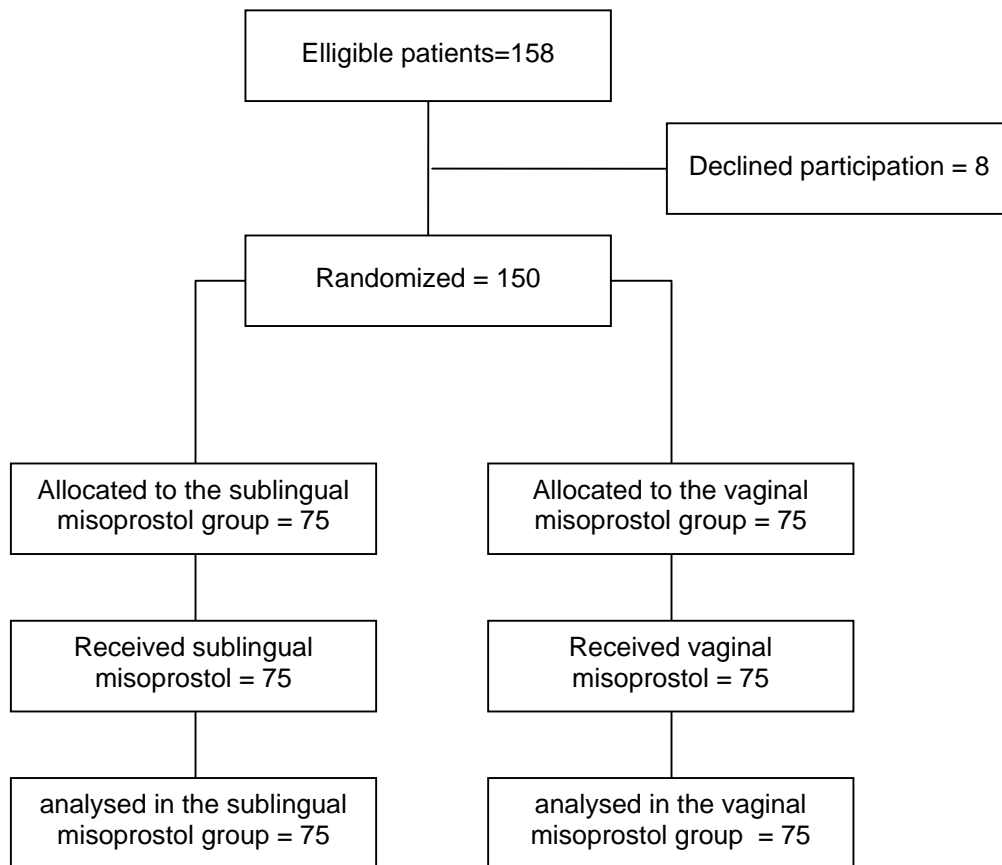 Elligible patients=158
Declined participation = 8
Randomized = 150
Allocated to the sublingual
misoprostol group = 75
Allocated to the vaginal
misoprostol group = 75
Received sublingual
misoprostol = 75
Received vaginal
misoprostol = 75
analysed in the sublingual
misoprostol group = 75
analysed in the vaginal
misoprostol group  = 75